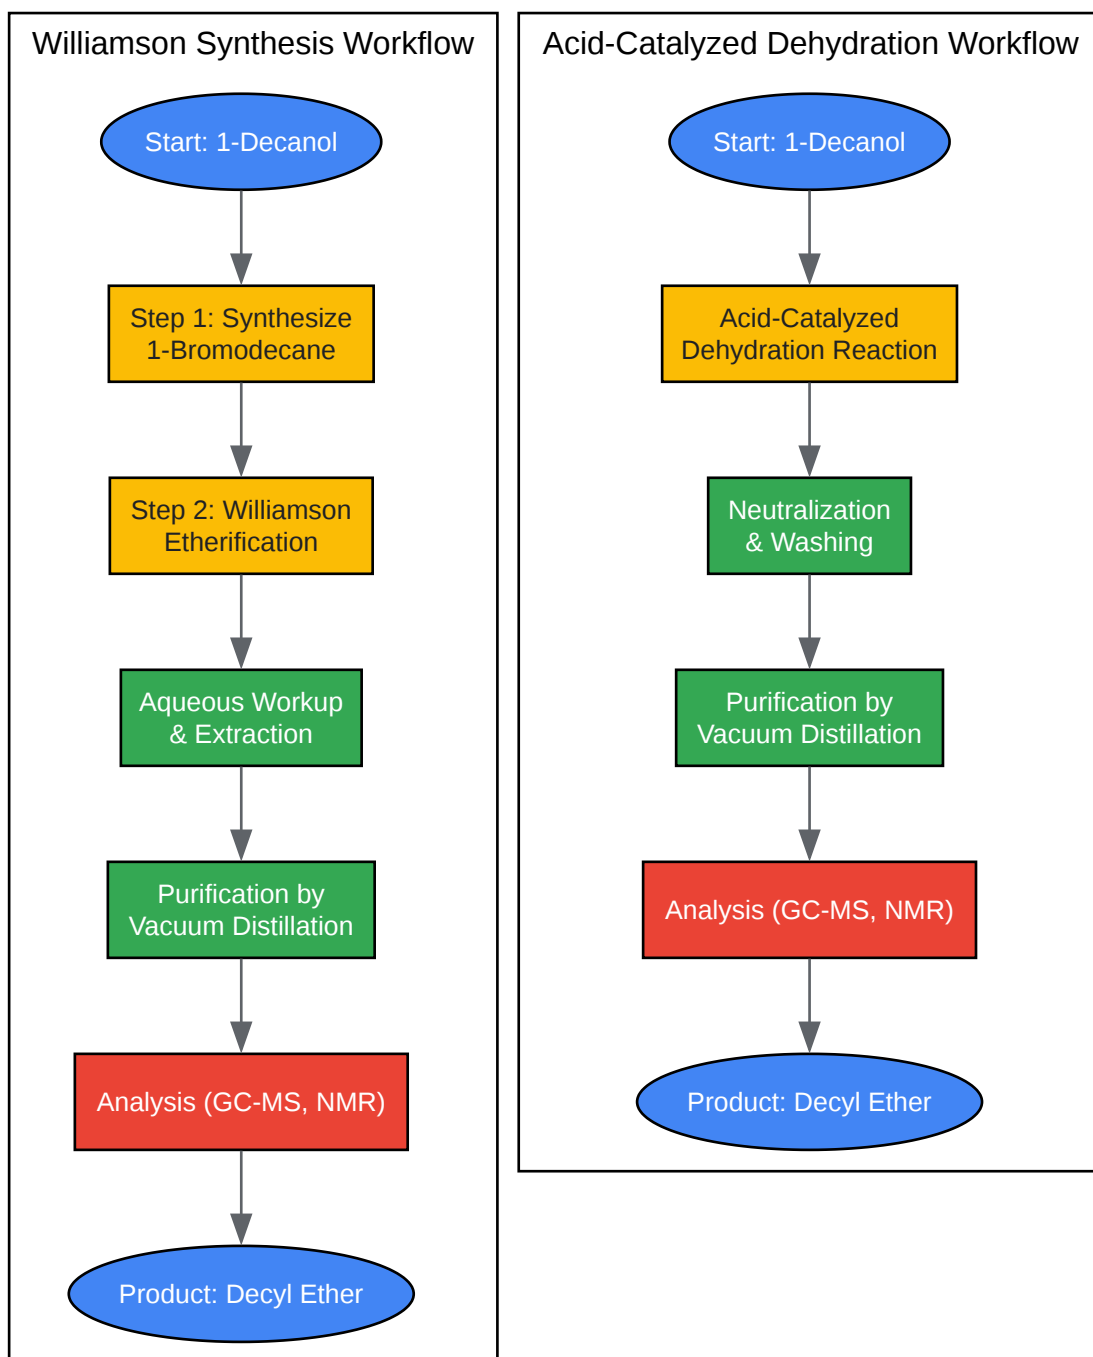 Williamson Synthesis Workflow
Start: 1-Decanol
Step 1: Synthesize
1-Bromodecane
Step 2: Williamson
Etherification
Aqueous Workup
& Extraction
Purification by
Vacuum Distillation
Analysis (GC-MS, NMR)
Product: Decyl Ether
Acid-Catalyzed Dehydration Workflow
Start: 1-Decanol
Acid-Catalyzed
Dehydration Reaction
Neutralization
& Washing
Purification by
Vacuum Distillation
Analysis (GC-MS, NMR)
Product: Decyl Ether